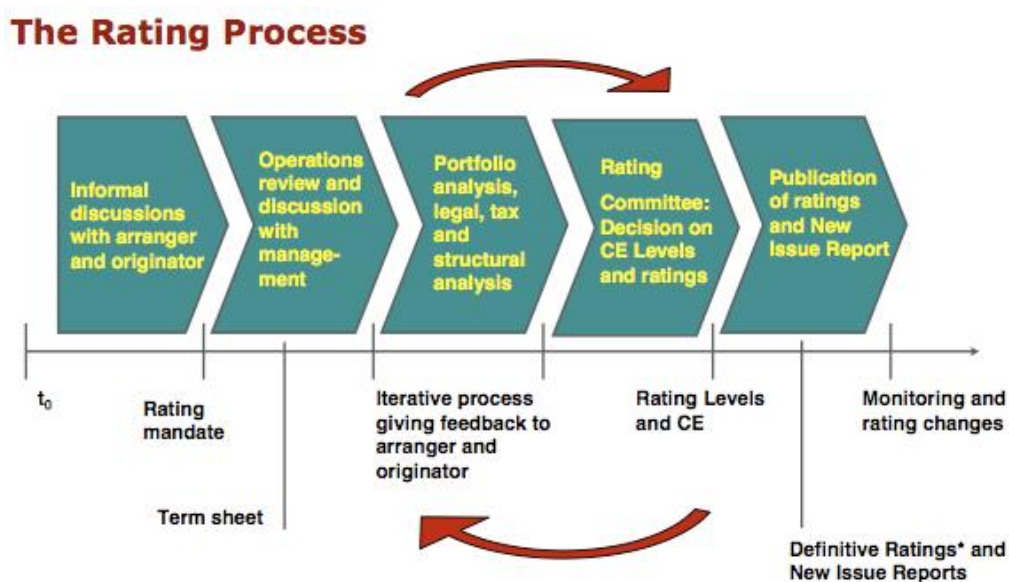 The Rating Process
Informal
discussions
with arranger
and originator
Operations
review and
discussion
with
manage-
ment
Portfolio
analysis,
legal, tax
and
structural
analysis
Rating
Committee:
Decision on
CE Levels
and ratings
Publication
of ratings
and New
Issue Report
t0
Rating
mandate
Term sheet
Iterative process
giving feedback to
arranger and
originator
Rating Levels
and CE
Definitive Ratings* and
New Issue Reports
Monitoring and
rating changes